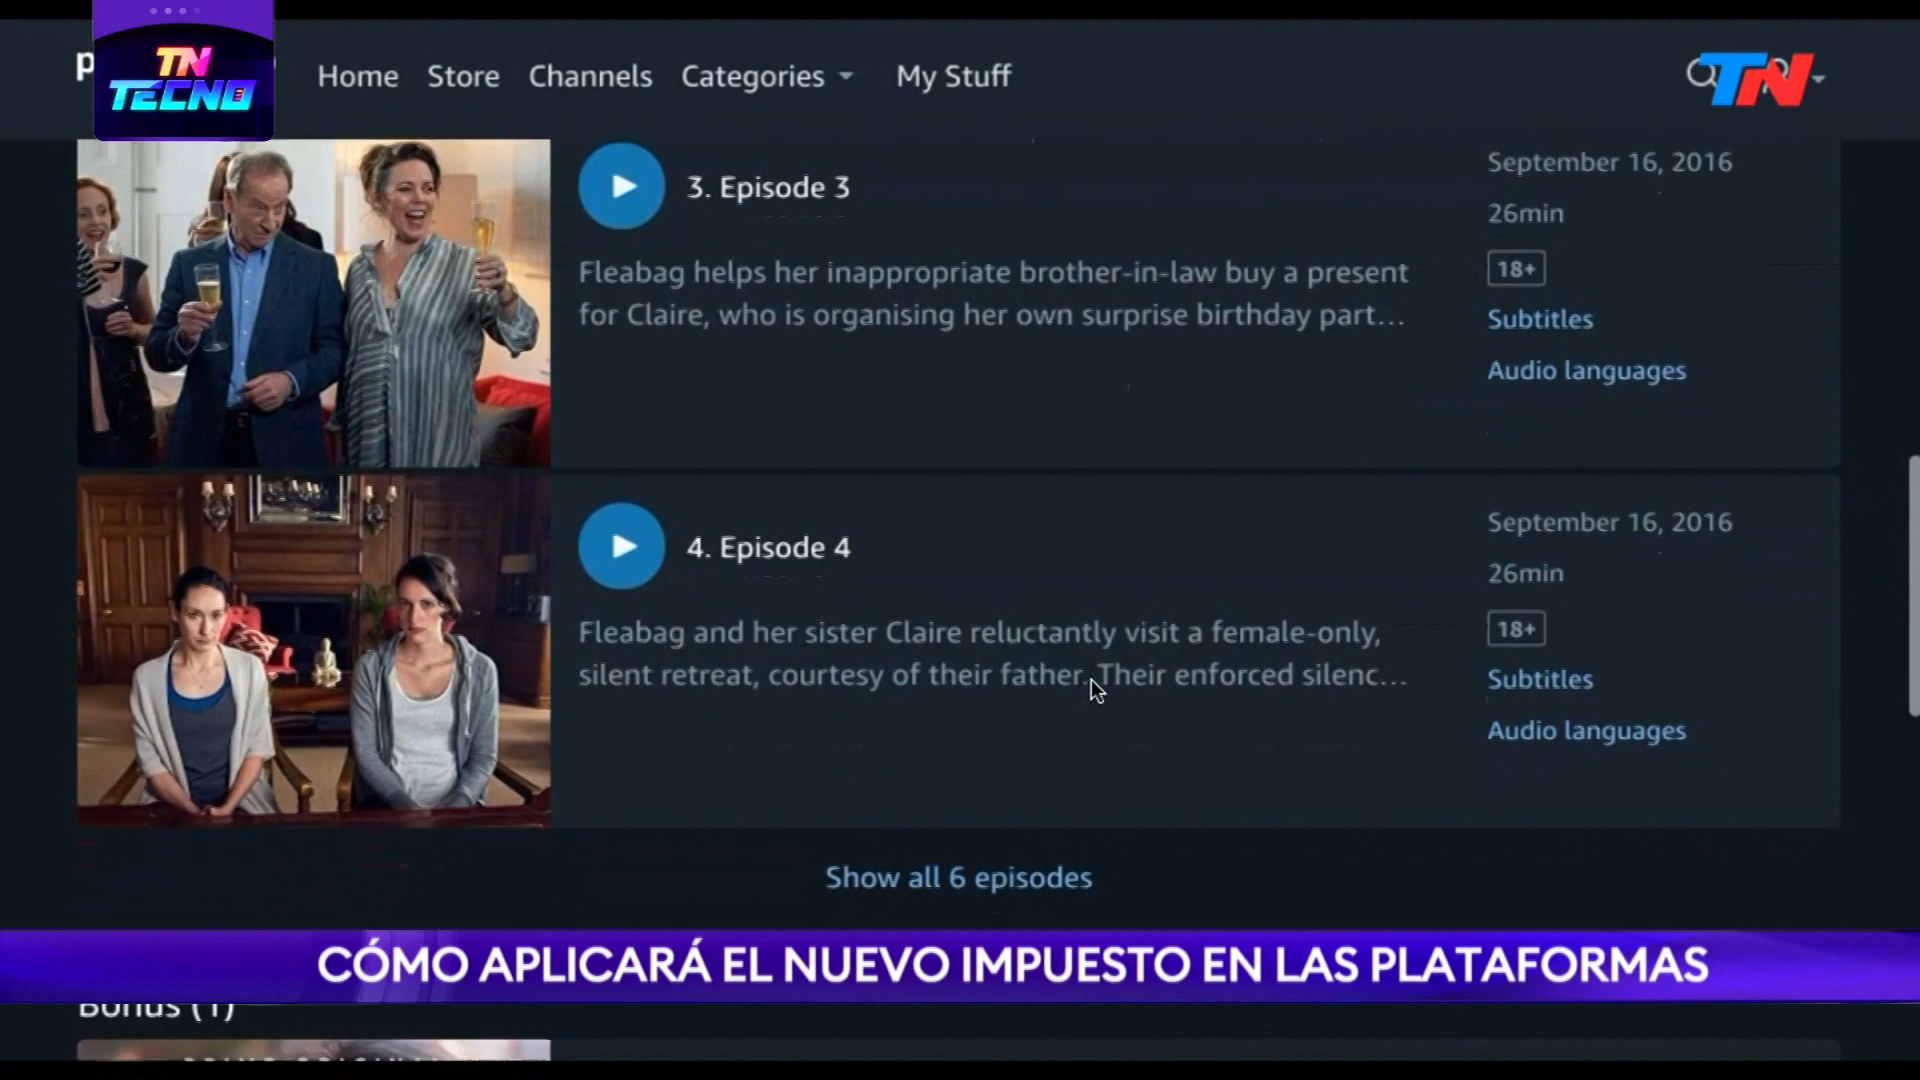 TN
TECNO
Home Store Channels Categories My Stuff
TN
3. Episode 3
September 16, 2016
26min
18+
Fleabag helps her inappropriate brother-in-law buy a present
for Claire, who is organising her own surprise birthday part...
Subtitles
Audio languages
4. Episode 4
September 16, 2016
26min
18+
Fleabag and her sister Claire reluctantly visit a female-only,
silent retreat, courtesy of their father. Their enforced silenc...
Subtitles
Audio languages
Show all 6 episodes
CÓMO APLICARÁ EL NUEVO IMPUESTO EN LAS PLATAFORMAS
Bonus (1)